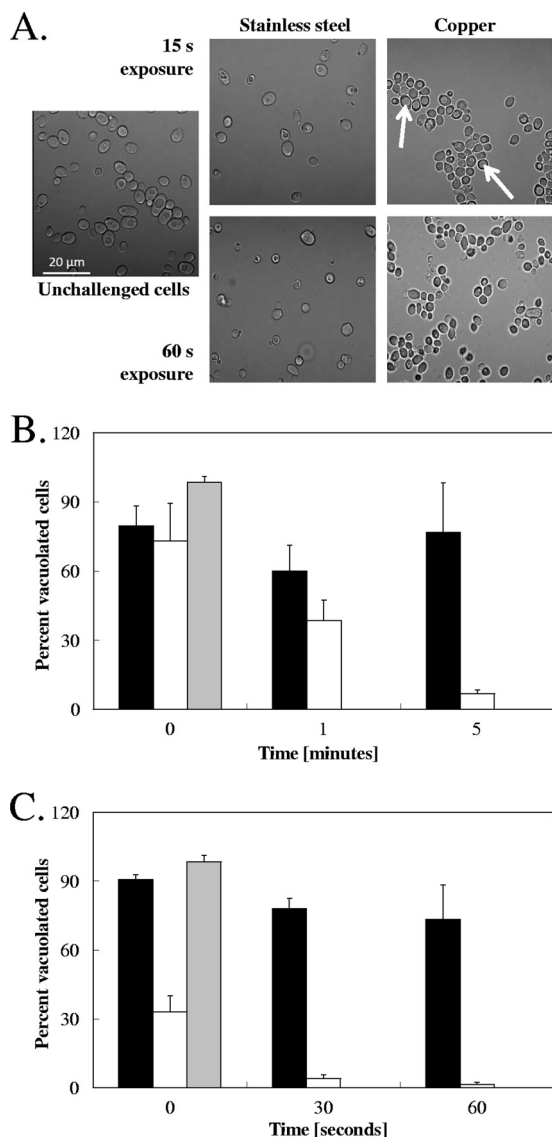 A.
Stainless steel
Copper
15 s
exposure
20 µm
Unchallenged cells
60 s
exposure
B.
120
90
60
30
0
Percent vacuolated cells
0 1 5
Time [minutes]
C.
120
90
60
30
0
Percent vacuolated cells
0 30 60
Time [seconds]